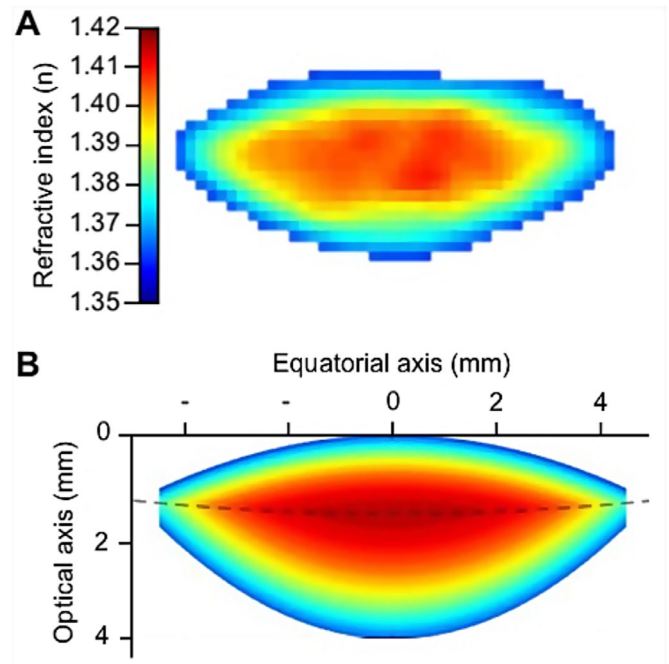 A
Refractive index (n)
1.42
1.41
1.40
1.39
1.38
1.37
1.36
1.35
B
Equatorial axis (mm)
- - 0 2 4
Optical axis (mm)
0
2
4